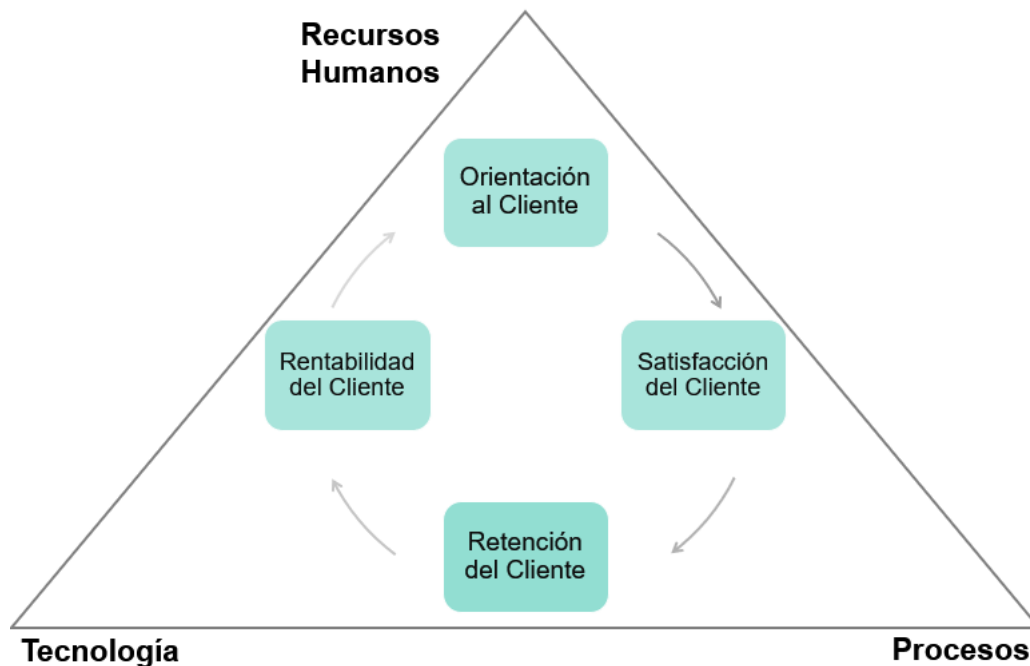 Recursos
Humanos
Orientación
al Cliente
Rentabilidad
del Cliente
Satisfacción
del Cliente
Retención
del Cliente
Tecnología
Procesos